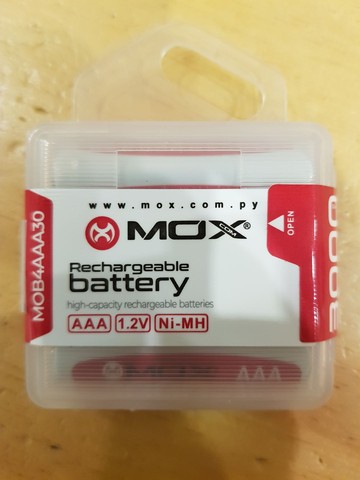 www.mox.com.py
MOX®
COM
OPEN
MOB4AAA30
3000
Rechargeable
battery
high-capacity rechargeable batteries
AAA 1.2V Ni-MH
MOX AAA